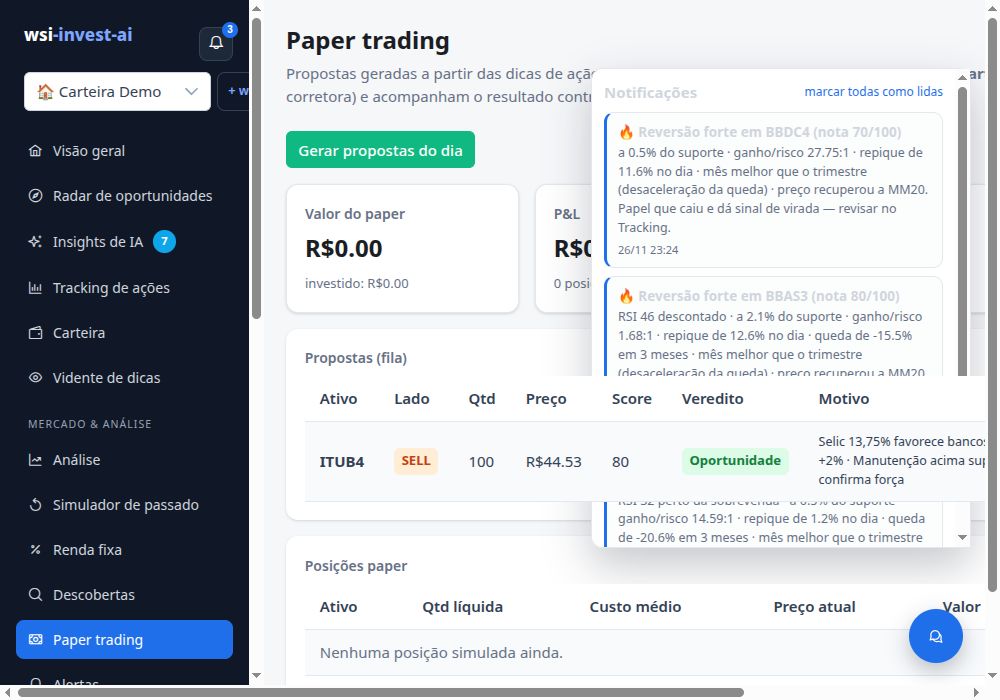 wsi-invest-ai
3
🏠 Carteira Demo
+ w
Visão geral
Radar de oportunidades
Insights de IA 7
Tracking de ações
Carteira
Vidente de dicas
MERCADO & ANÁLISE
Análise
Simulador de passado
Renda fixa
Descobertas
Paper trading
Alertas
Paper trading
Propostas geradas a partir das dicas de
corretora) e acompanham o resultado
Gerar propostas do dia
Valor do paper
R$0.00
investido: R$0.00
P&L
0 posi
Notificações
marcar todas como lidas
🔥 Reversão forte em BBDC4 (nota 70/100)
a 0.5% do suporte · ganho/risco 27.75:1 · repique de
11.6% no dia · mês melhor que o trimestre
(desaceleração da queda) · preço recuperou a MM20.
Papel que caiu e dá sinal de virada — revisar no
Tracking.
26/11 23:24
🔥 Reversão forte em BBAS3 (nota 80/100)
RSI 46 descontado · a 2.1% do suporte · ganho/risco
1.68:1 · repique de 12.6% no dia · queda de -15.5%
em 3 meses · mês melhor que o trimestre
(desaceleração da queda) · preço recuperou a MM20.
Propostas (fila)
Ativo Lado Qtd Preço Score Veredito Motivo
ITUB4 SELL 100 R$44.53 80 Oportunidade
Selic 13,75% favorece bancos
+2% · Manutenção acima
confirma força
ganho/risco 14.59:1 · repique de 1.2% no dia · queda
de -20.6% em 3 meses · mês melhor que o trimestre
Posições paper
Ativo Qtd líquida Custo médio Preço atual Valor
Nenhuma posição simulada ainda.